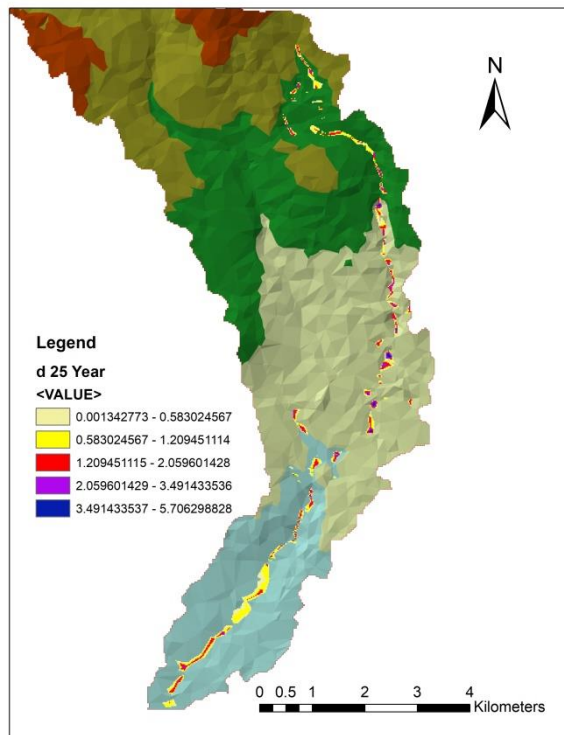 N
Legend
d 25 Year
<VALUE>
0.001342773 - 0.583024567
0.583024567 - 1.209451114
1.209451115 - 2.059601428
2.059601429 - 3.491433536
3.491433537 - 5.706298828
0 0.5 1 2 3 4
Kilometers